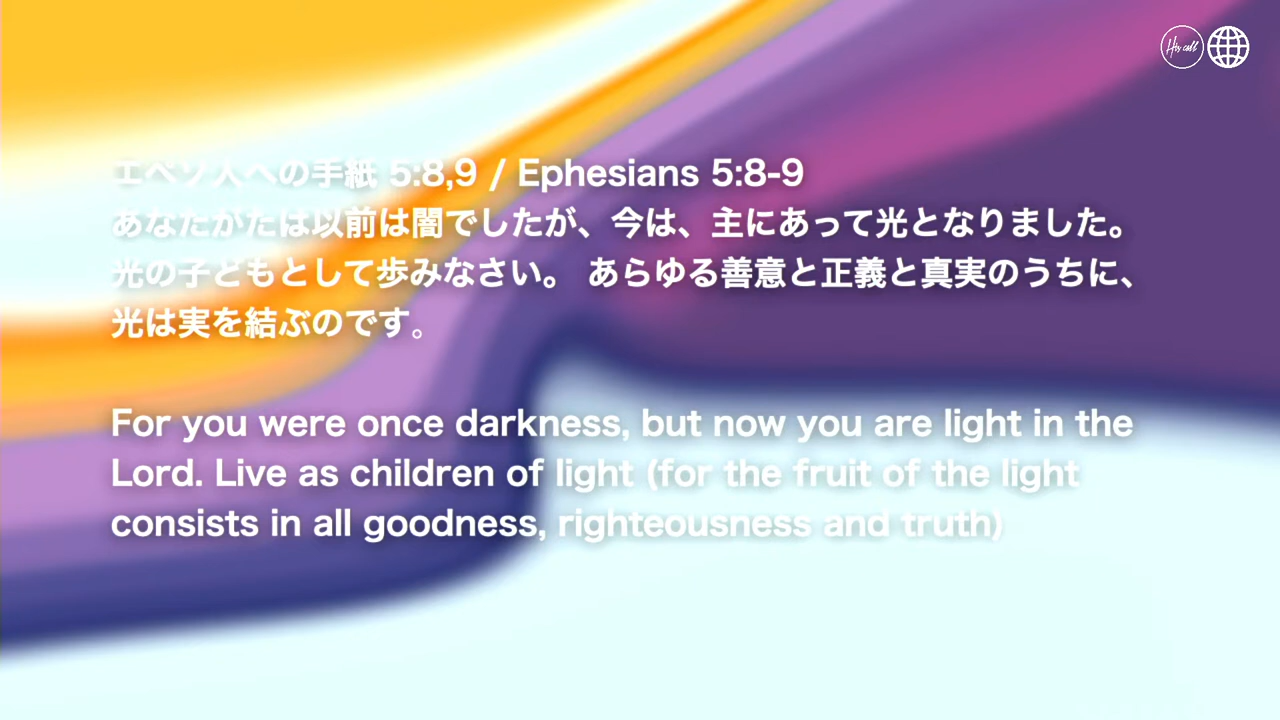 His call
エペソ人への手紙 5:8,9 / Ephesians 5:8-9
あなたがたは以前は闇でしたが、今は、主にあって光となりました。
光の子どもとして歩みなさい。 あらゆる善意と正義と真実のうちに、
光は実を結ぶのです。
For you were once darkness, but now you are light in the
Lord. Live as children of light (for the fruit of the light
consists in all goodness, righteousness and truth)